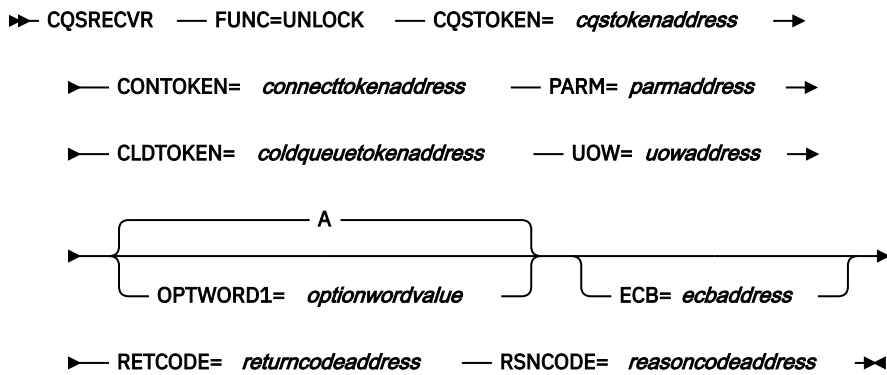 CQSRECVR FUNC=UNLOCK CQSTOKEN= cqstokenaddress
CONTOKEN= connecttokenaddress PARM= parmaddress
CLDTOKEN= coldqueuetokenaddress UOW= uowaddress
A
OPTWORD1= optionwordvalue ECB= ecbaddress
RETCODE= returncodeaddress RSNCODE= reasoncodeaddress